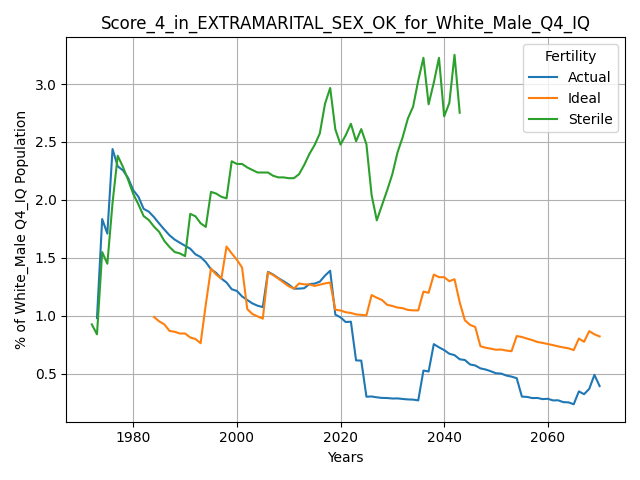 Score_4_in_EXTRAMARITAL_SEX_OK_for_White_Male_Q4_IQ
% of White_Male Q4_IQ Population
3.0
2.5
2.0
1.5
1.0
0.5
Fertility
Actual
Ideal
Sterile
1980
2000
2020
2040
2060
Years